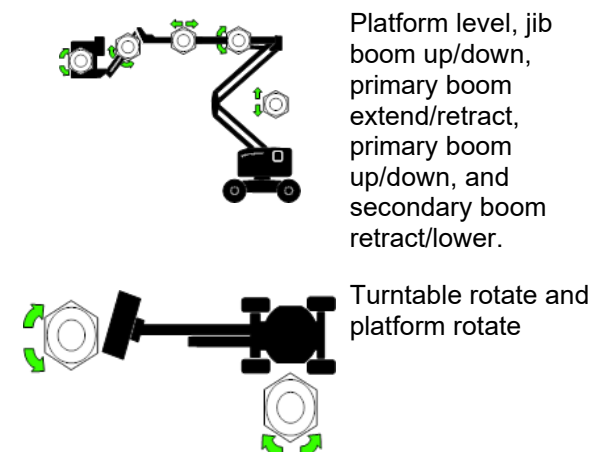 Platform level, jib
boom up/down,
primary boom
extend/retract,
primary boom
up/down, and
secondary boom
retract/lower.
Turntable rotate and
platform rotate